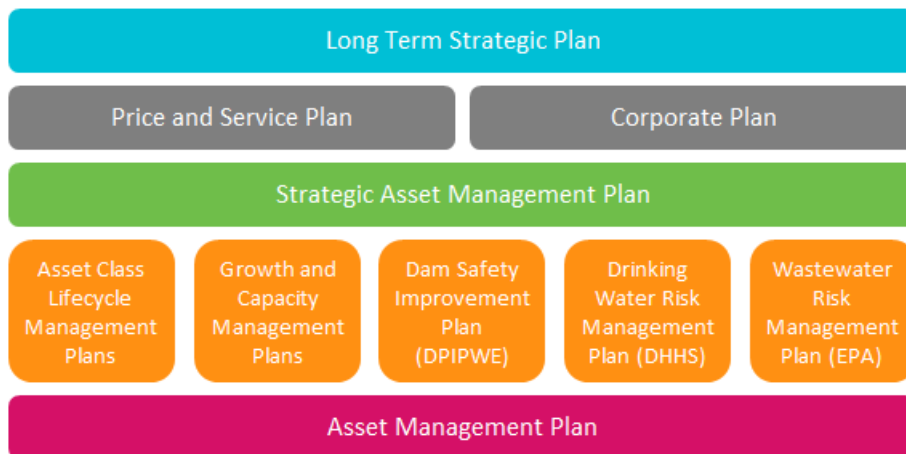 Long Term Strategic Plan
Price and Service Plan
Corporate Plan
Strategic Asset Management Plan
Asset Class
Lifecycle
Management
Plans
Growth and
Capacity
Management
Plans
Dam Safety
Improvement
Plan
(DPIPWE)
Drinking
Water Risk
Management
Plan (DHHS)
Wastewater
Risk
Management
Plan (EPA)
Asset Management Plan